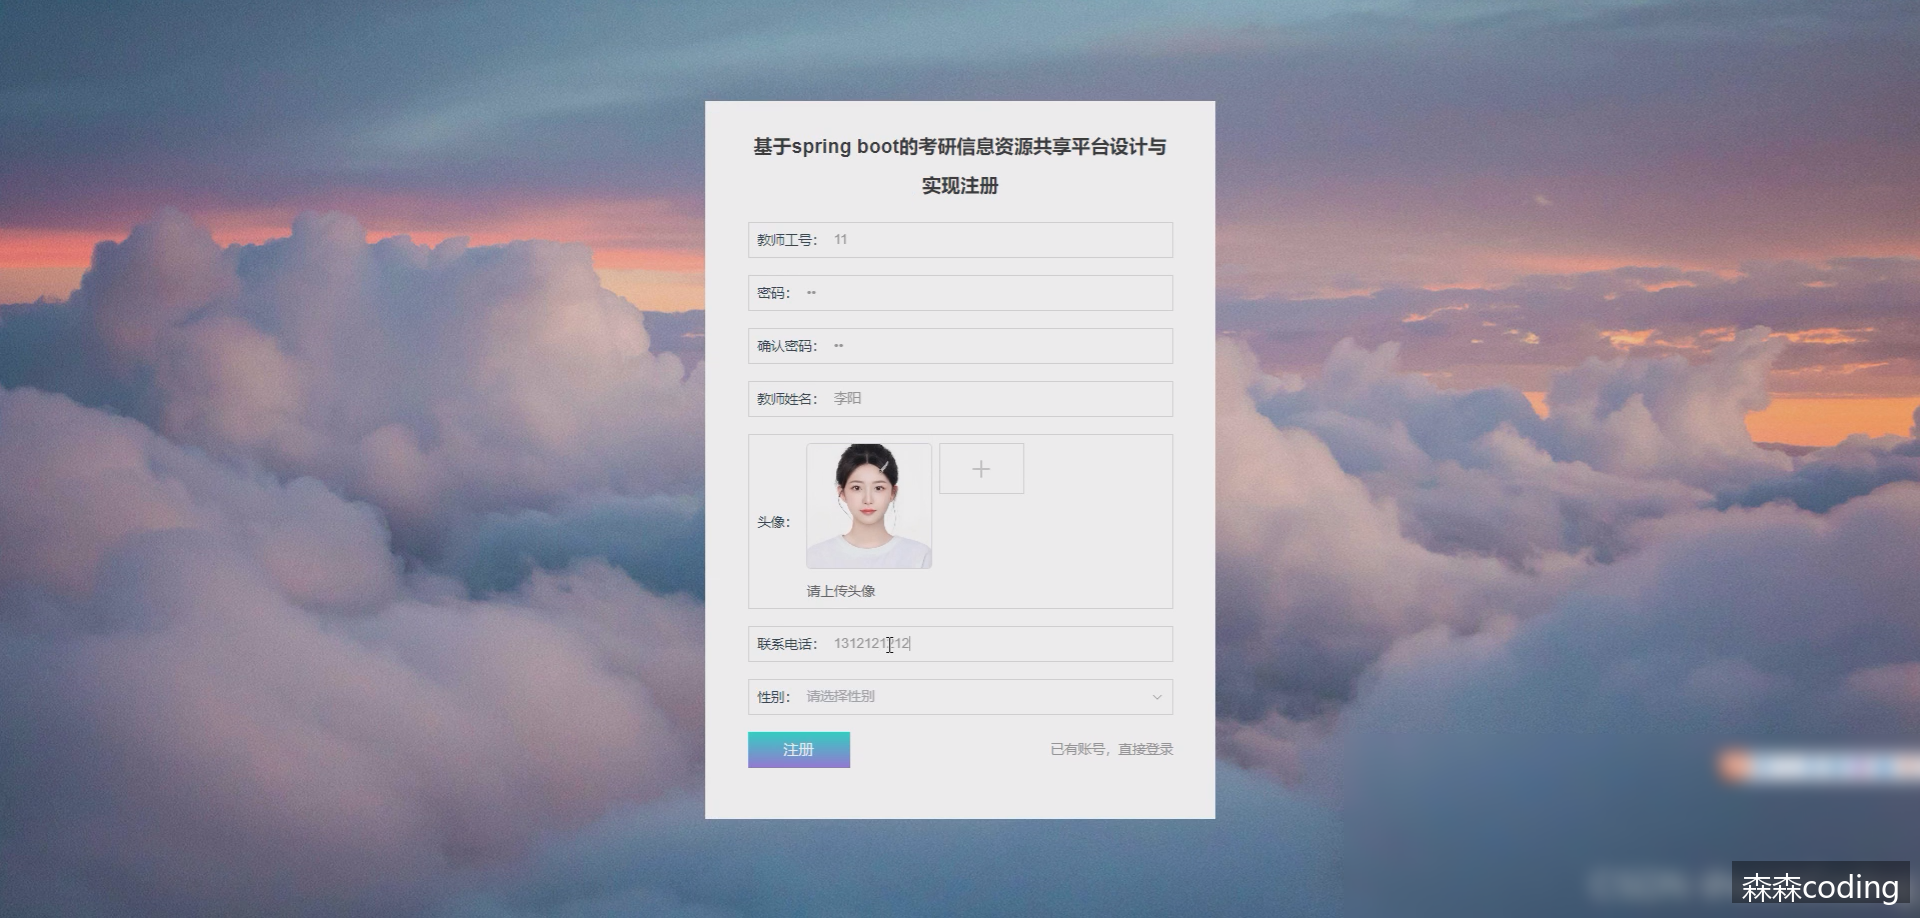 基于spring boot的考研信息资源共享平台设计与
实现注册
教师工号： 11
密码： ••
确认密码： ••
教师姓名： 李阳
头像：
请上传头像
联系电话： 1312121212
性别： 请选择性别
注册
已有账号，直接登录
森森coding